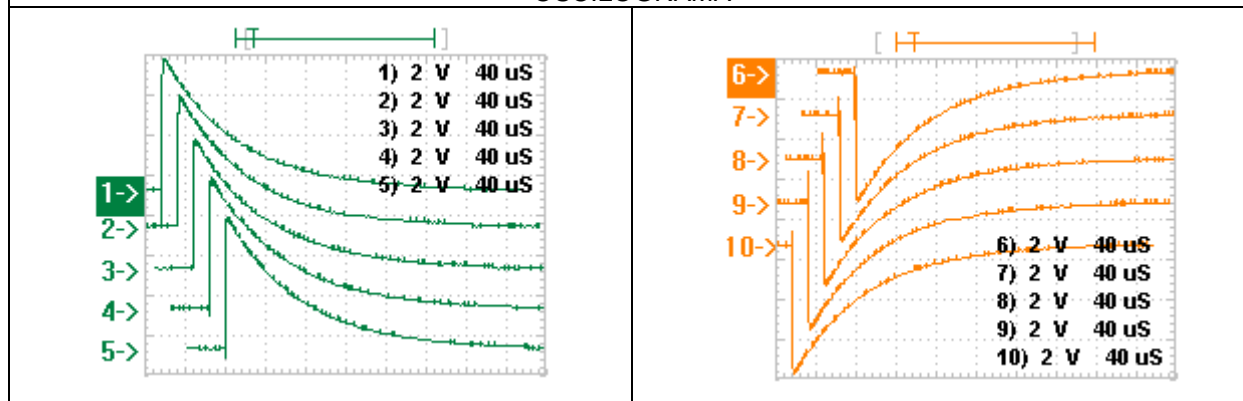 1) 2 V 40 uS
2) 2 V 40 uS
3) 2 V 40 uS
4) 2 V 40 uS
5) 2 V 40 uS
1->
2->
3->
4->
5->
6->
7->
8->
9->
10->
6) 2 V 40 uS
7) 2 V 40 uS
8) 2 V 40 uS
9) 2 V 40 uS
10) 2 V 40 uS